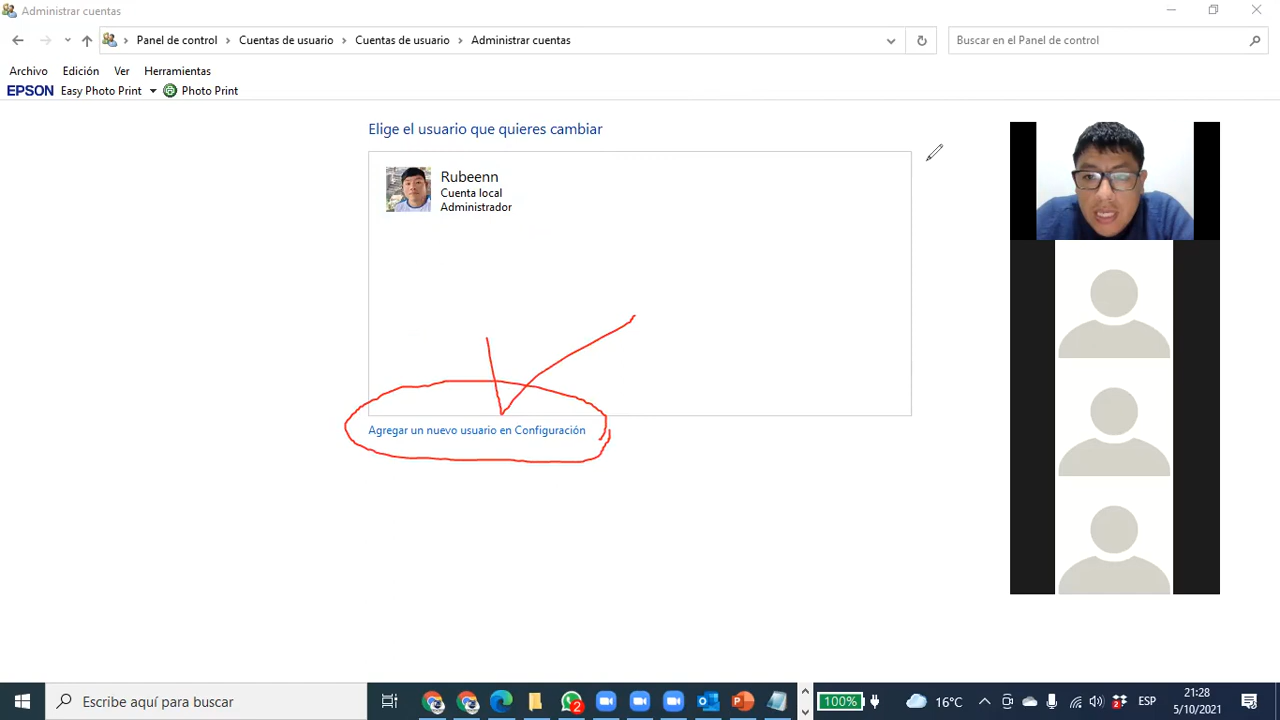 Administrar cuentas
Panel de control > Cuentas de usuario > Cuentas de usuario > Administrar cuentas
Buscar en el Panel de control
Archivo Edición Ver Herramientas
EPSON Easy Photo Print Photo Print
Elige el usuario que quieres cambiar
Rubeenn
Cuenta local
Administrador
Agregar un nuevo usuario en Configuración
Escribe aquí para buscar
2
100%
16°C
ESP
21:28
5/10/2021